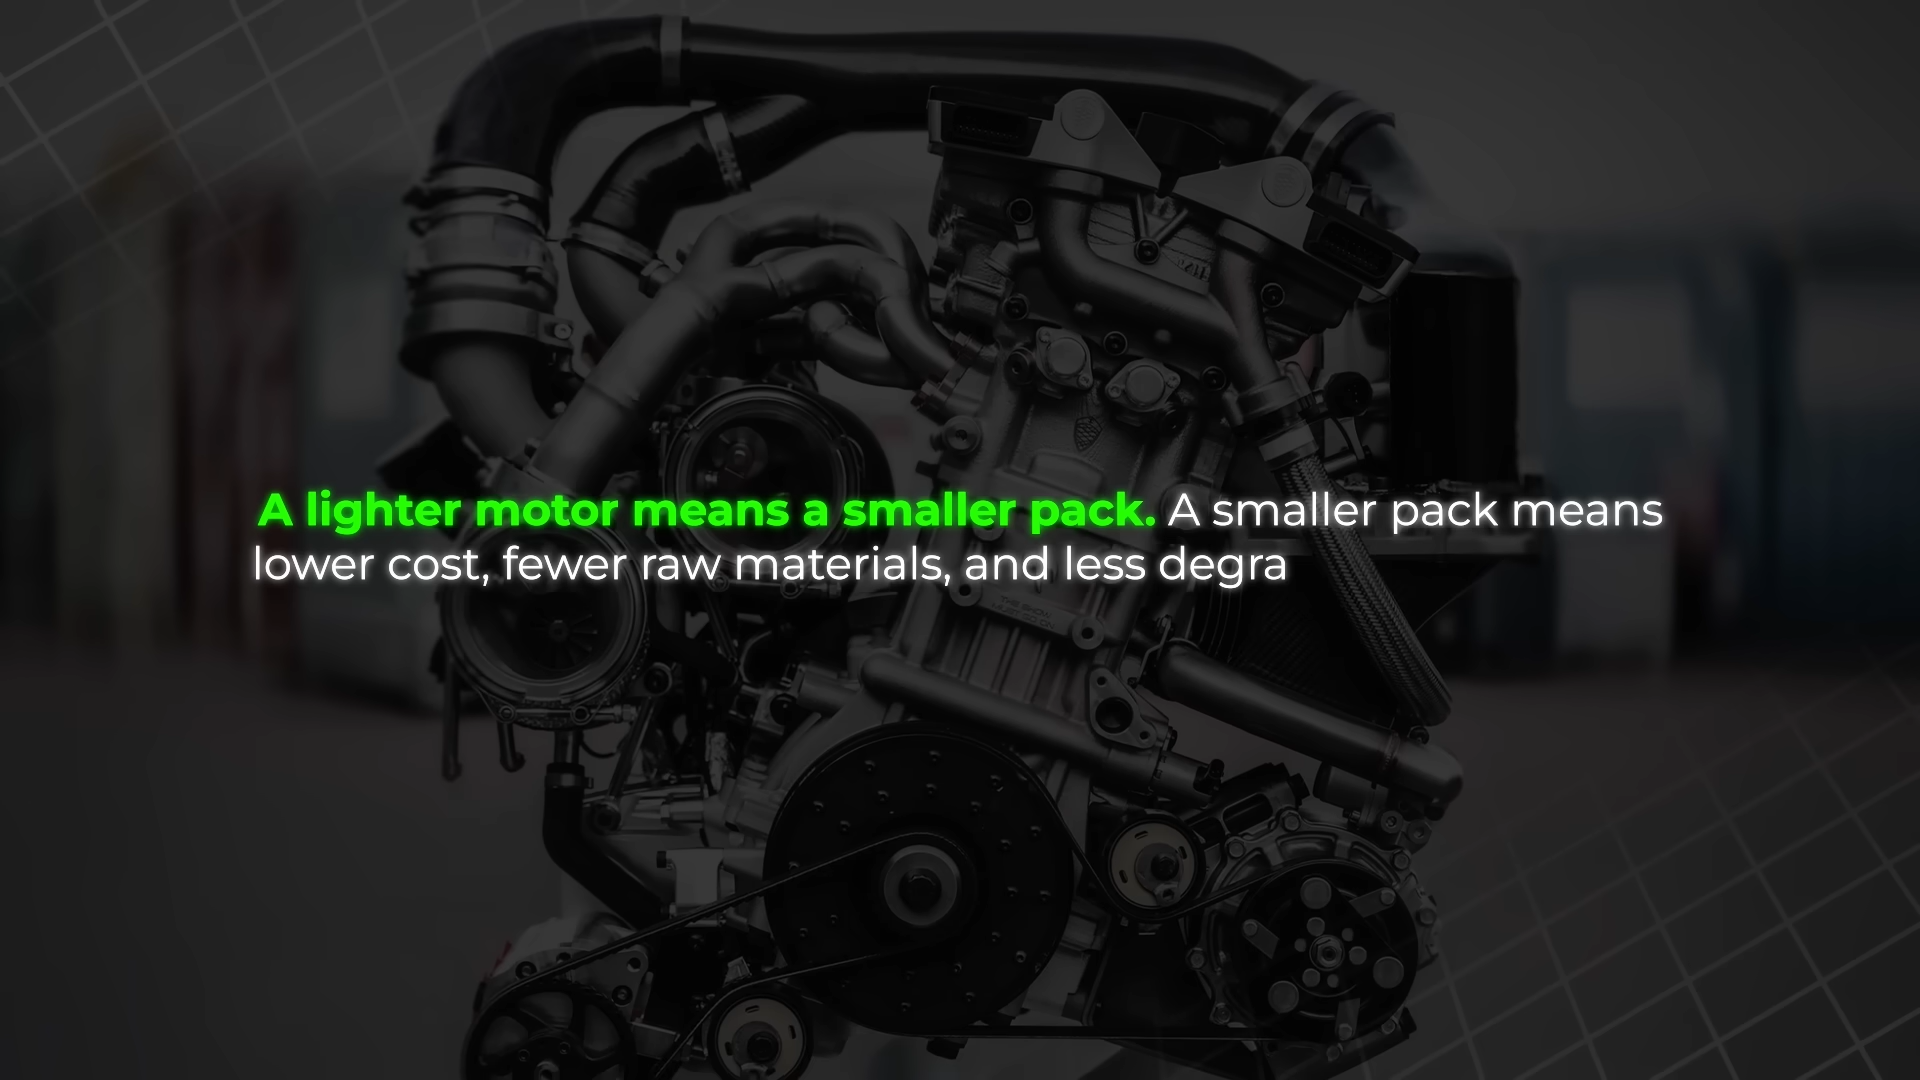 A lighter motor means a smaller pack. A smaller pack means
lower cost, fewer raw materials, and less degra